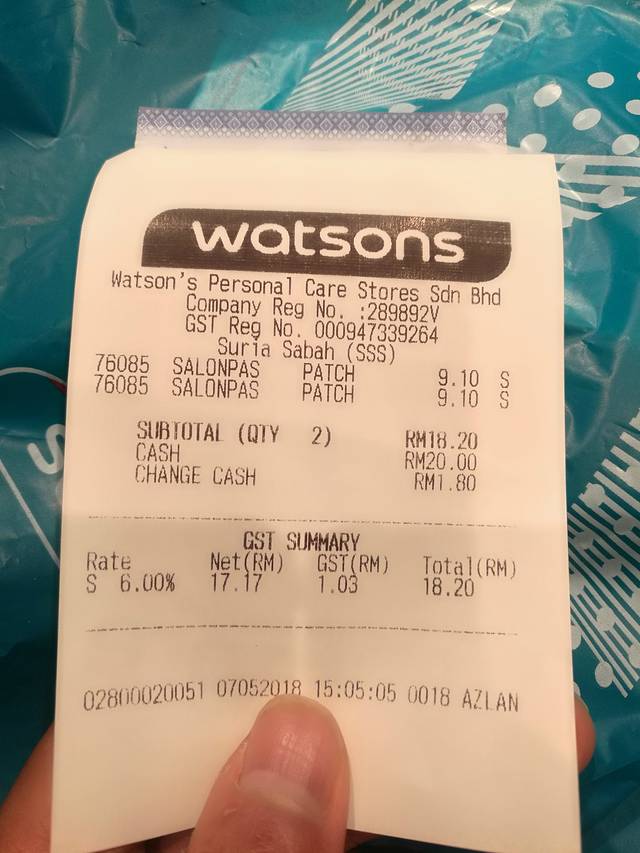 watsons
Watson's Personal Care Stores Sdn Bhd
Company Reg No. :289892V
GST Reg No. 000947339264
Suria Sabah (SSS)
76085 SALONPAS PATCH 9.10 S
76085 SALONPAS PATCH 9.10 S
SUBTOTAL (QTY 2) RM18.20
CASH RM20.00
CHANGE CASH RM1.80
GST SUMMARY
Rate Net(RM) GST(RM) Total(RM)
S 6.00% 17.17 1.03 18.20
02800020051 07052018 15:05:05 0018 AZLAN